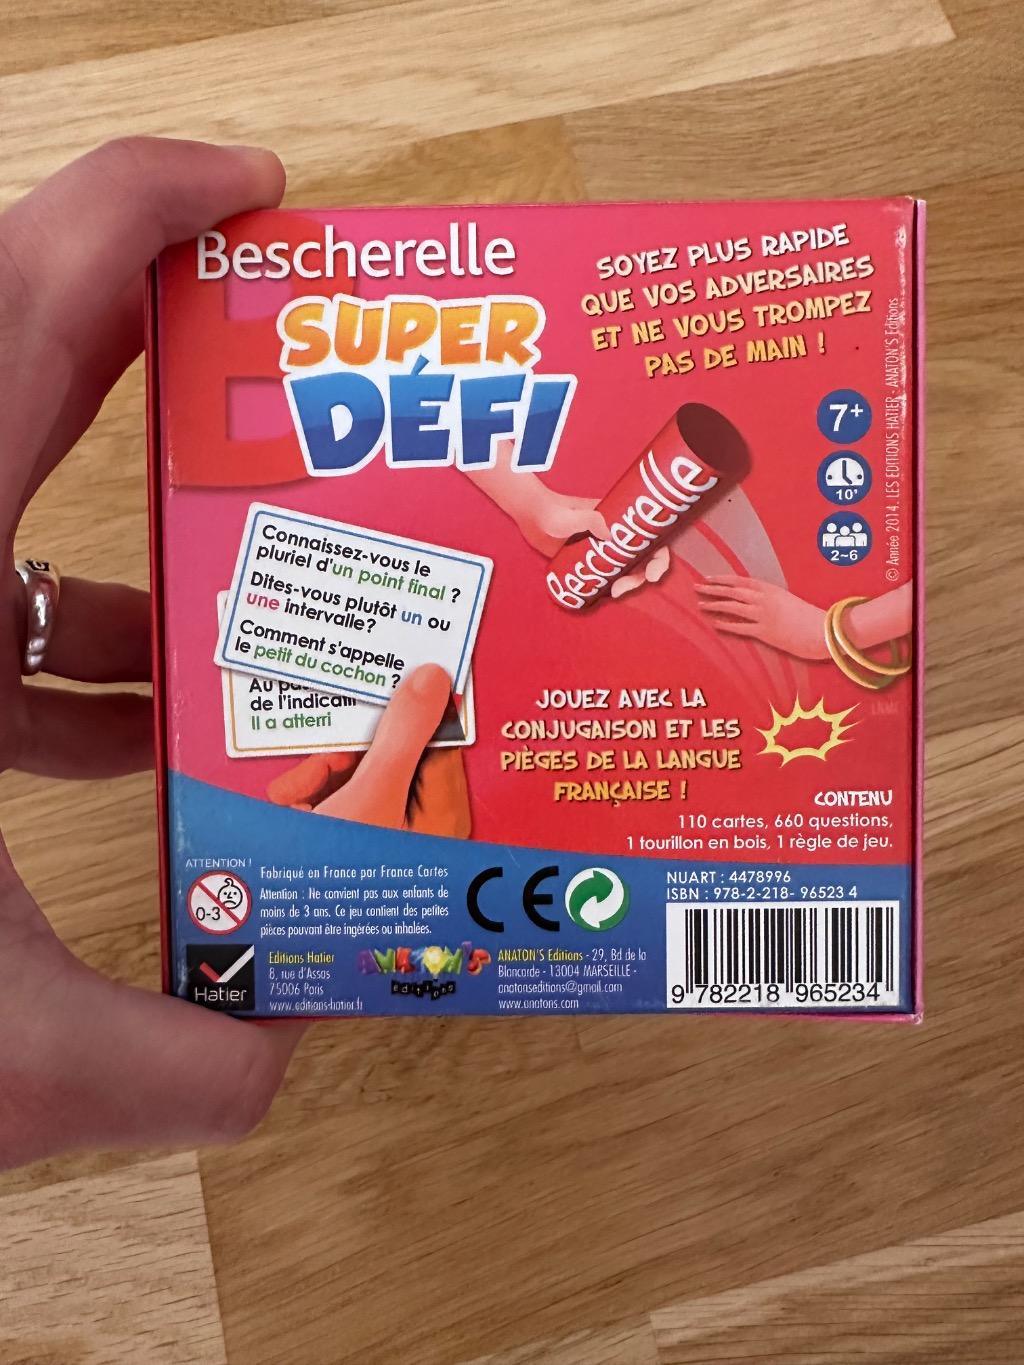 Bescherelle
SUPER
DÉFI
SOYEZ PLUS RAPIDE
QUE VOS ADVERSAIRES
ET NE VOUS TROMPEZ
PAS DE MAIN !
7+
10'
2-6
© Année 2014. LES EDITIONS HATIER - ANATON'S Editions
Bescherelle
Connaissez-vous le
pluriel d'un point final ?
Dites-vous plutôt un ou
une intervalle?
Comment s'appelle
le petit du cochon ?
Au
de l'indicatif
Il a atterri
JOUEZ AVEC LA
CONJUGAISON ET LES
PIÈGES DE LA LANGUE
FRANÇAISE !
CONTENU
110 cartes, 660 questions,
1 tourillon en bois, 1 règle de jeu.
ATTENTION !
0-3
Fabriqué en France par France Cartes
Attention : Ne convient pas aux enfants de
moins de 3 ans. Ce jeu contient des petites
pièces pouvant être ingérées ou inhalées.
CE
NUART : 4478996
ISBN : 978-2-218- 96523 4
9 782218 965234
Hatier
Editions Hatier
8, rue d'Assas
75006 Paris
www.editions-hatier.fr
ANATON'S
éditions
ANATON'S Editions - 29, Bd de la
Blancarde - 13004 MARSEILLE -
anatonseditions@gmail.com
www.anatons.com